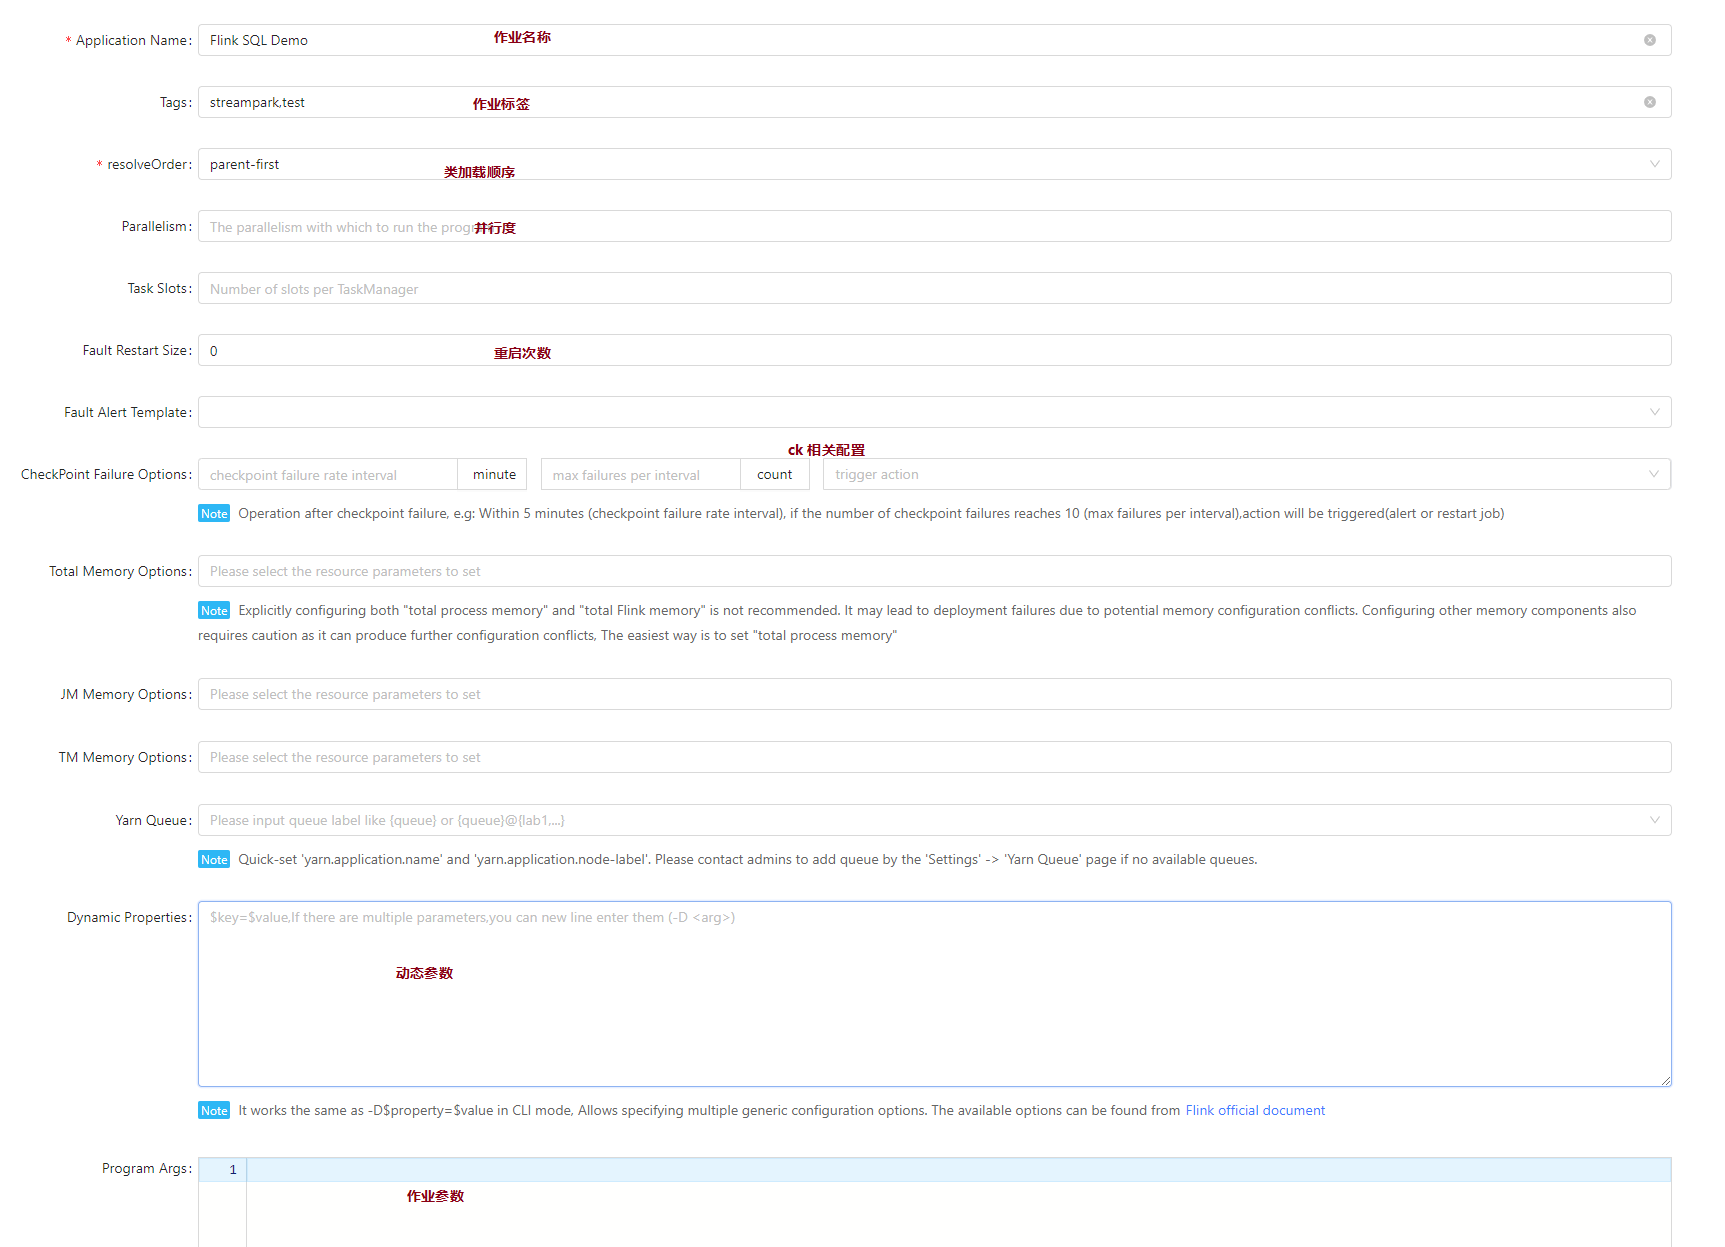 * Application Name: Flink SQL Demo 作业名称
Tags: streampark,test 作业标签
* resolveOrder: parent-first 类加载顺序
Parallelism: The parallelism with which to run the prog 并行度
Task Slots: Number of slots per TaskManager
Fault Restart Size: 0 重启次数
Fault Alert Template:
ck 相关配置
CheckPoint Failure Options: checkpoint failure rate interval minute max failures per interval count trigger action
Note Operation after checkpoint failure, e.g: Within 5 minutes (checkpoint failure rate interval), if the number of checkpoint failures reaches 10 (max failures per interval),action will be triggered(alert or restart job)
Total Memory Options: Please select the resource parameters to set
Note Explicitly configuring both "total process memory" and "total Flink memory" is not recommended. It may lead to deployment failures due to potential memory configuration conflicts. Configuring other memory components also
requires caution as it can produce further configuration conflicts, The easiest way is to set "total process memory"
JM Memory Options: Please select the resource parameters to set
TM Memory Options: Please select the resource parameters to set
Yarn Queue: Please input queue label like {queue} or {queue}@{lab1,...}
Note Quick-set 'yarn.application.name' and 'yarn.application.node-label'. Please contact admins to add queue by the 'Settings' -> 'Yarn Queue' page if no available queues.
Dynamic Properties: $key=$value,If there are multiple parameters,you can new line enter them (-D <arg>)
动态参数
Note It works the same as -D$property=$value in CLI mode, Allows specifying multiple generic configuration options. The available options can be found from Flink official document
Program Args: 1
作业参数